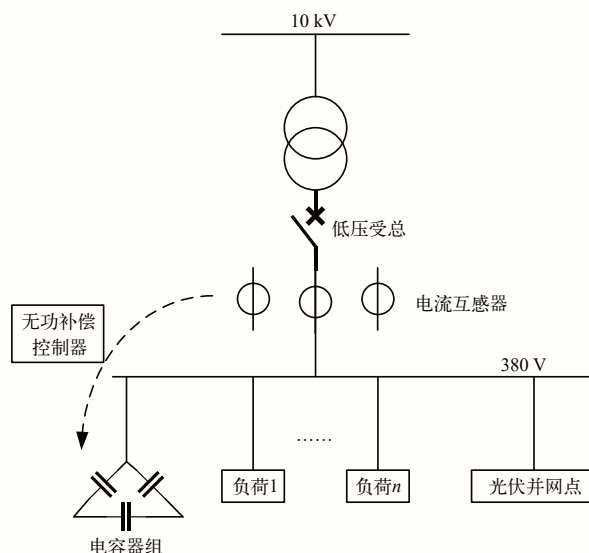 10 kV
低压受总
电流互感器
无功补偿
控制器
380 V
……
负荷1
负荷n
光伏并网点
电容器组